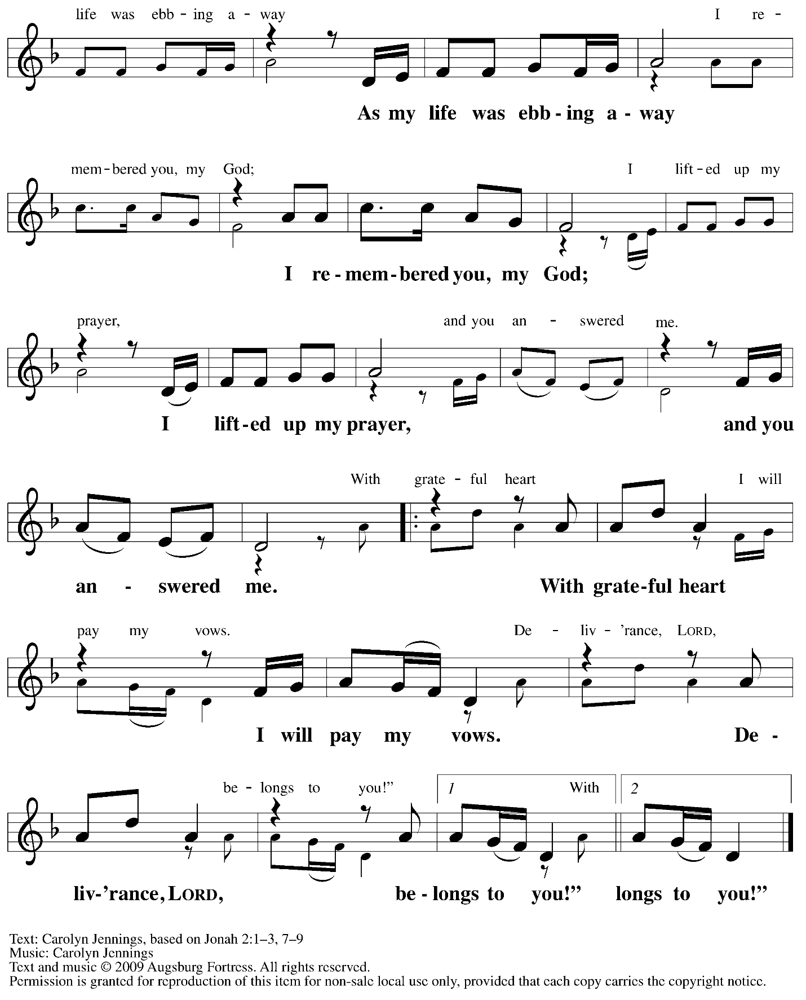 life was ebb - ing a - way I re -
As my life was ebb - ing a - way
mem - bered you, my God; I lift - ed up my
I re - mem - bered you, my God;
prayer, and you an - swered me.
I lift - ed up my prayer, and you
With grate - ful heart I will
an - swered me. With grate - ful heart
pay my vows. De - liv - ’rance, LORD,
I will pay my vows. De -
be - longs to you!” 1 With 2
liv - ’rance, LORD, be - longs to you!” longs to you!”
Text: Carolyn Jennings, based on Jonah 2:1–3, 7–9
Music: Carolyn Jennings
Text and music © 2009 Augsburg Fortress. All rights reserved.
Permission is granted for reproduction of this item for non-sale local use only, provided that each copy carries the copyright notice.